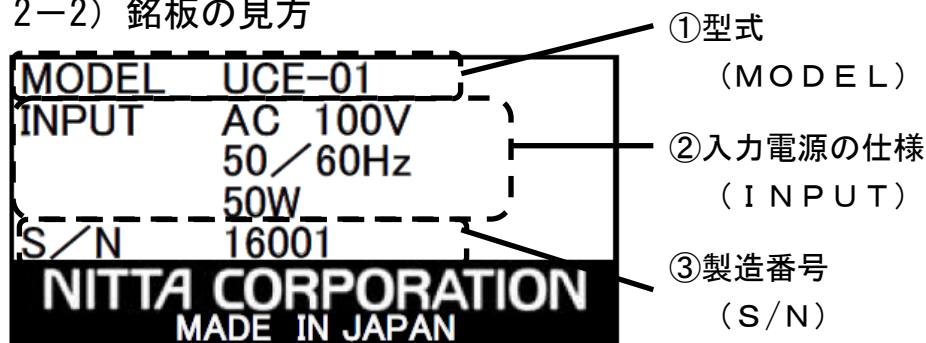 2－2）銘板の見方
MODEL UCE-01
INPUT AC 100V
50／60Hz
50W
S／N 16001
NITTA CORPORATION
MADE IN JAPAN
①型式
（ＭＯＤＥＬ）
②入力電源の仕様
（ＩＮＰＵＴ）
③製造番号
（Ｓ/Ｎ）